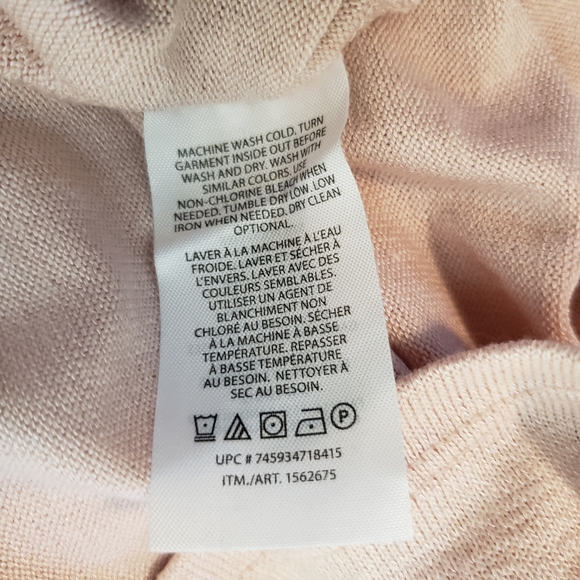 MACHINE WASH COLD. TURN
GARMENT INSIDE OUT BEFORE
WASH AND DRY. WASH WITH
SIMILAR COLORS. USE
NON-CHLORINE BLEACH WHEN
NEEDED. TUMBLE DRY LOW. LOW
IRON WHEN NEEDED. DRY CLEAN
OPTIONAL.
LAVER À LA MACHINE À L'EAU
FROIDE. LAVER ET SÉCHER À
L'ENVERS. LAVER AVEC DES
COULEURS SEMBLABLES.
UTILISER UN AGENT DE
BLANCHIMENT NON
CHLORÉ AU BESOIN. SÉCHER
À LA MACHINE À BASSE
TEMPÉRATURE. REPASSER
À BASSE TEMPÉRATURE
AU BESOIN. NETTOYER À
SEC AU BESOIN.
P
UPC # 745934718415
ITM./ART. 1562675